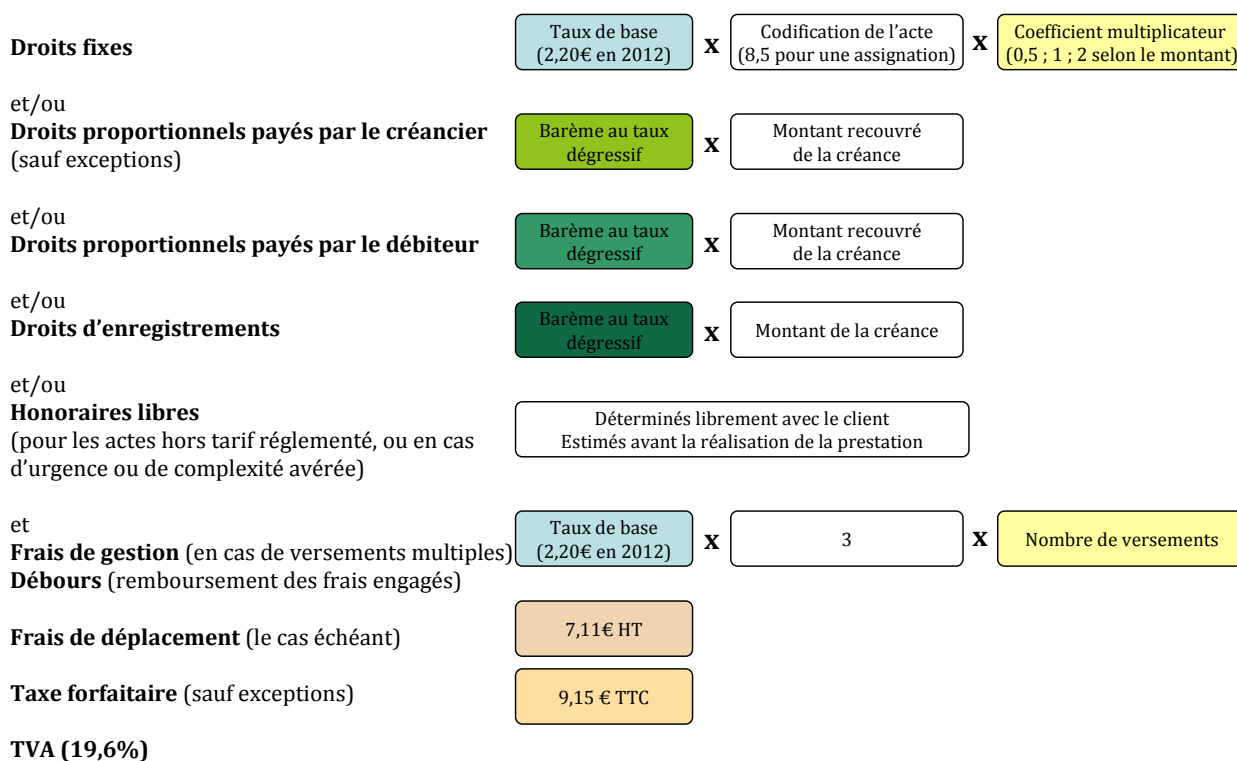 Droits fixes
Taux de base
(2,20€ en 2012)
x
Codification de l'acte
(8,5 pour une assignation)
x
Coefficient multiplicateur
(0,5 ; 1 ; 2 selon le montant)
et/ou
Droits proportionnels payés par le créancier
(sauf exceptions)
Barème au taux
dégressif
x
Montant recouvré
de la créance
et/ou
Droits proportionnels payés par le débiteur
Barème au taux
dégressif
x
Montant recouvré
de la créance
et/ou
Droits d'enregistrements
Barème au taux
dégressif
x
Montant de la créance
et/ou
Honoraires libres
(pour les actes hors tarif réglementé, ou en cas
d'urgence ou de complexité avérée)
Déterminés librement avec le client
Estimés avant la réalisation de la prestation
et
Frais de gestion (en cas de versements multiples)
Taux de base
(2,20€ en 2012)
x
3
x
Nombre de versements
Débours (remboursement des frais engagés)
Frais de déplacement (le cas échéant)
7,11€ HT
Taxe forfaitaire (sauf exceptions)
9,15 € TTC
TVA (19,6%)